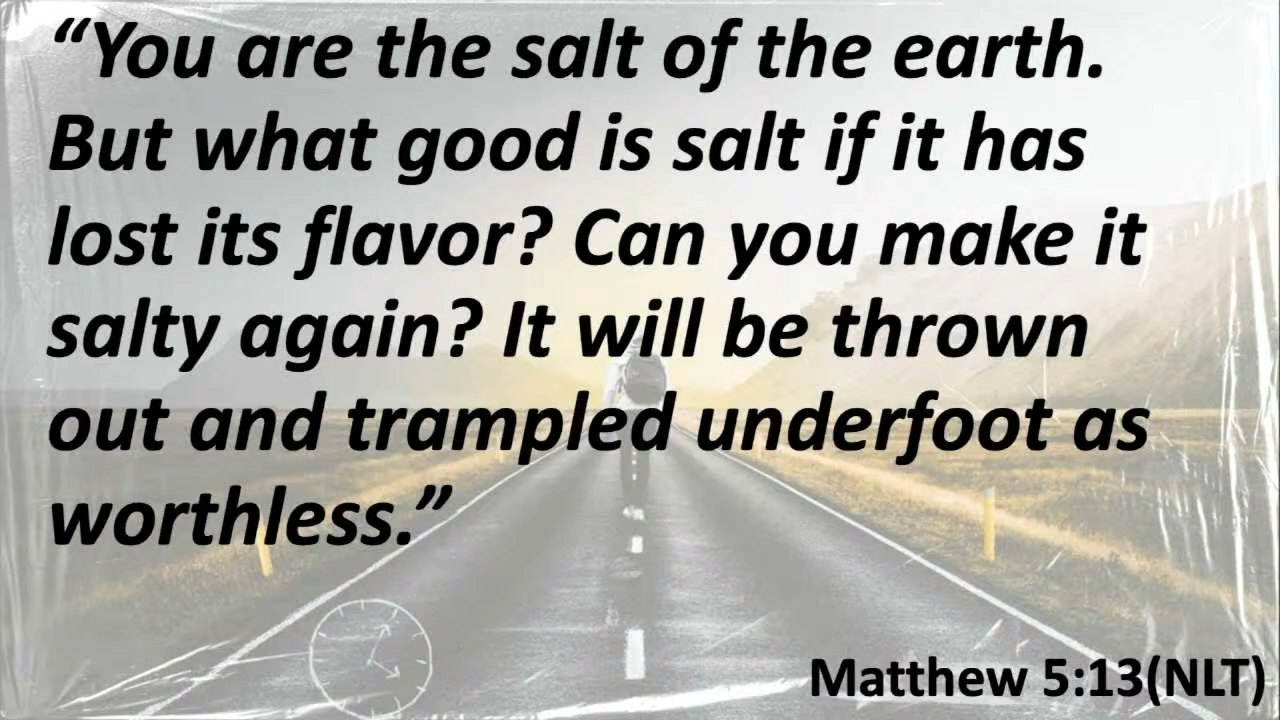 “You are the salt of the earth.
But what good is salt if it has
lost its flavor? Can you make it
salty again? It will be thrown
out and trampled underfoot as
worthless.”
Matthew 5:13(NLT)